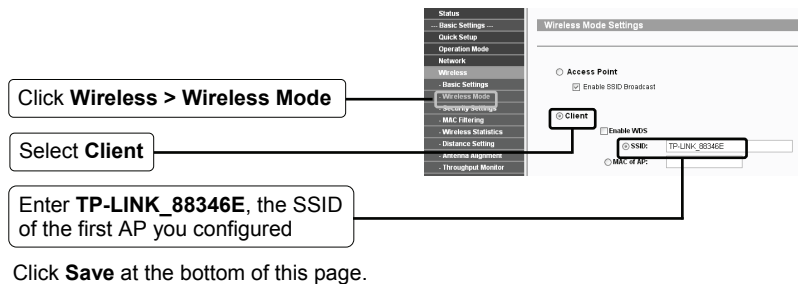 Status
--- Basic Settings ---
Quick Setup
Operation Mode
Network
Wireless
- Basic Settings
- Wireless Mode
- Security Settings
- MAC Filtering
- Wireless Statistics
- Distance Setting
- Antenna Alignment
- Throughput Monitor
Wireless Mode Settings
Access Point
Enable SSID Broadcast
Client
Enable WDS
SSID: TP-LINK_88346E
MAC of AP:
Click Wireless > Wireless Mode
Select Client
Enter TP-LINK_88346E, the SSID
of the first AP you configured
Click Save at the bottom of this page.